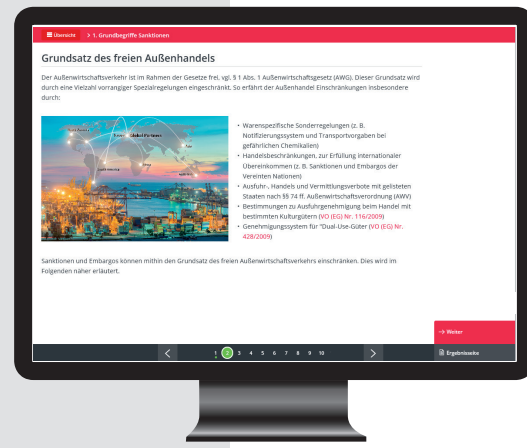 Übersicht > 1. Grundbegriffe Sanktionen
Grundsatz des freien Außenhandels
Der Außenwirtschaftsverkehr ist im Rahmen der Gesetze frei, vgl. § 1 Abs. 1 Außenwirtschaftsgesetz (AWG). Dieser Grundsatz wird
durch eine Vielzahl vorrangiger Spezialregelungen eingeschränkt. So erfährt der Außenhandel Einschränkungen insbesondere
durch:
Global Partners
• Warenspezifische Sonderregelungen (z. B.
Notifizierungssystem und Transportvorgaben bei
gefährlichen Chemikalien)
• Handelsbeschränkungen, zur Erfüllung internationaler
Übereinkommen (z. B. Sanktionen und Embargos der
Vereinten Nationen)
• Ausfuhr-, Handels und Vermittlungsverbote mit gelisteten
Staaten nach §§ 74 ff. Außenwirtschaftsverordnung (AWV)
• Bestimmungen zu Ausfuhrgenehmigung beim Handel mit
bestimmten Kulturgütern (VO (EG) Nr. 116/2009)
• Genehmigungssystem für "Dual-Use-Güter (VO (EG) Nr.
428/2009)
Sanktionen und Embargos können mithin den Grundsatz des freien Außenwirtschaftsverkehrs einschränken. Dies wird im
Folgenden näher erläutert.
→ Weiter
1 2 3 4 5 6 7 8 9 10
Ergebnisseite